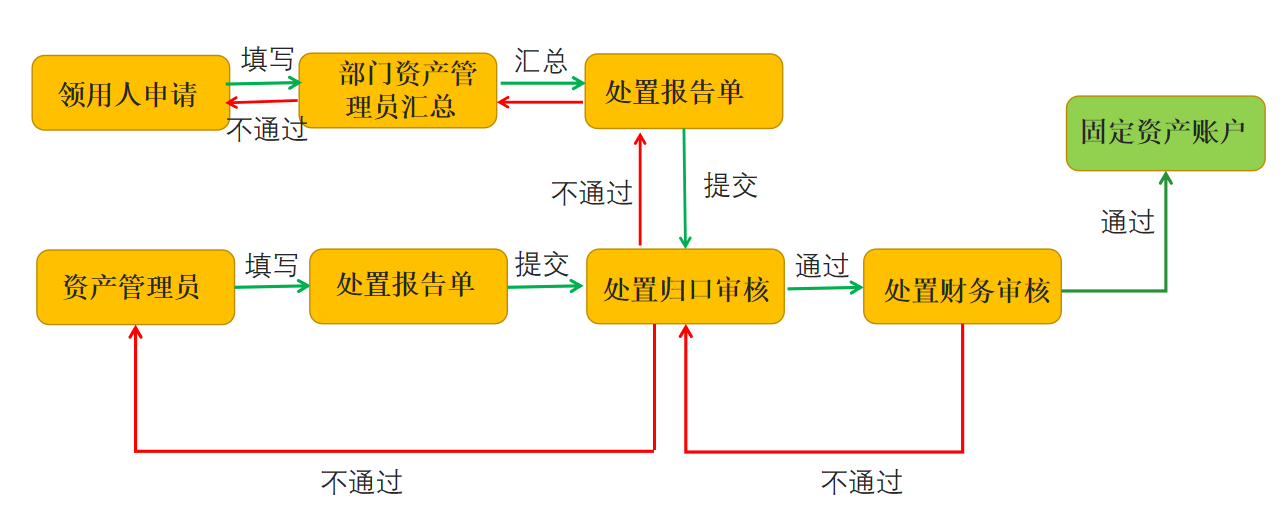 填写
汇总
领用人申请
部门资产管
理员汇总
处置报告单
不通过
固定资产账户
不通过
提交
通过
资产管理员
填写
处置报告单
提交
处置归口审核
通过
处置财务审核
不通过
不通过